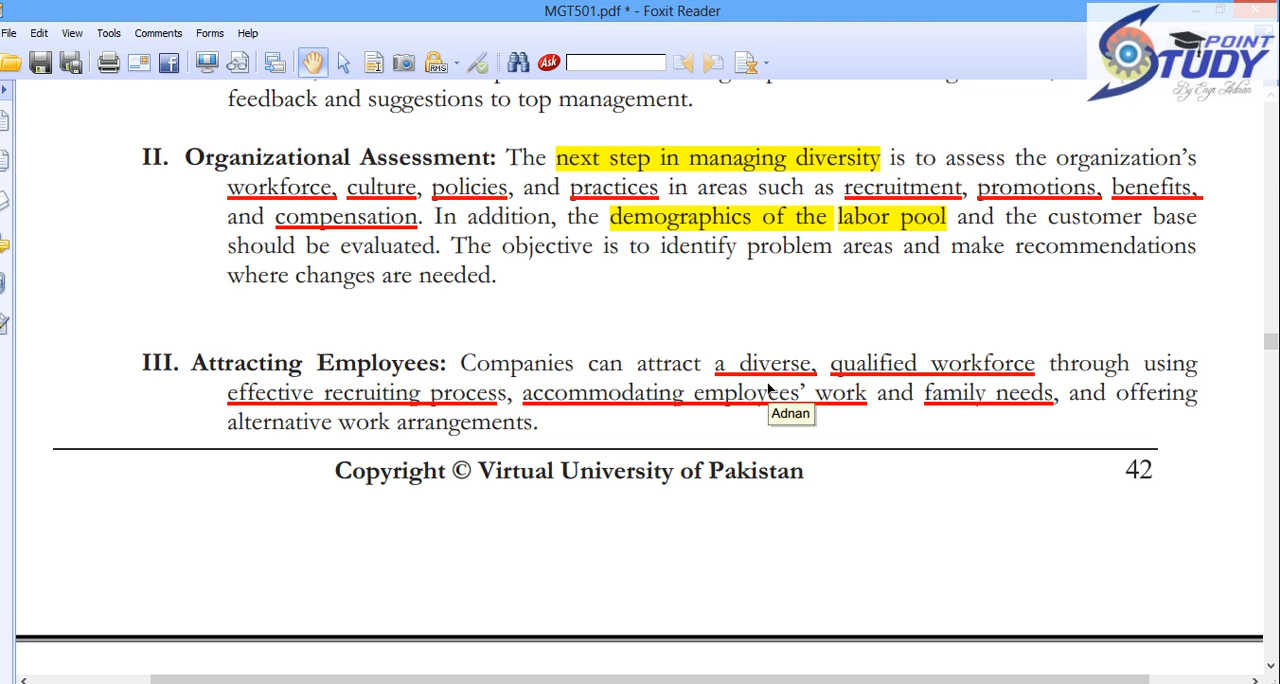 MGT501.pdf * - Foxit Reader
File Edit View Tools Comments Forms Help
Ask
POINT
STUDY
By Engr Adnan
feedback and suggestions to top management.
II. Organizational Assessment: The next step in managing diversity is to assess the organization's
workforce, culture, policies, and practices in areas such as recruitment, promotions, benefits,
and compensation. In addition, the demographics of the labor pool and the customer base
should be evaluated. The objective is to identify problem areas and make recommendations
where changes are needed.
III. Attracting Employees: Companies can attract a diverse, qualified workforce through using
effective recruiting process, accommodating employees' work and family needs, and offering
Adnan
alternative work arrangements.
Copyright © Virtual University of Pakistan 42